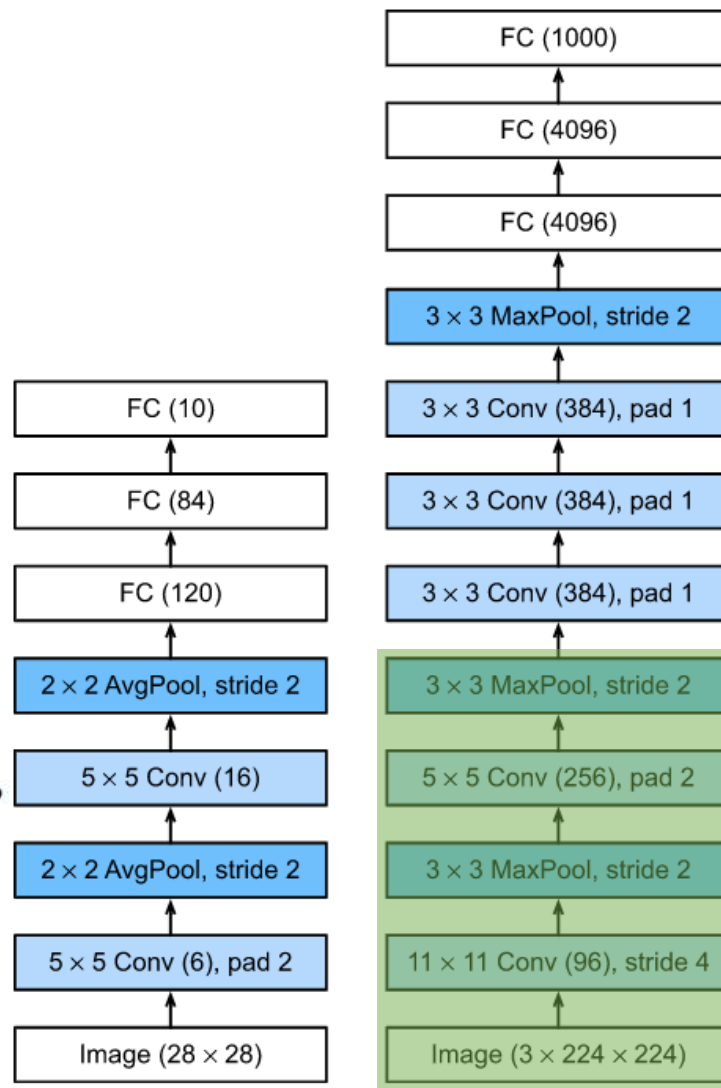 FC (10)
FC (84)
FC (120)
2 × 2 AvgPool, stride 2
5 × 5 Conv (16)
2 × 2 AvgPool, stride 2
5 × 5 Conv (6), pad 2
Image (28 × 28)
FC (1000)
FC (4096)
FC (4096)
3 × 3 MaxPool, stride 2
3 × 3 Conv (384), pad 1
3 × 3 Conv (384), pad 1
3 × 3 Conv (384), pad 1
3 × 3 MaxPool, stride 2
5 × 5 Conv (256), pad 2
3 × 3 MaxPool, stride 2
11 × 11 Conv (96), stride 4
Image (3 × 224 × 224)